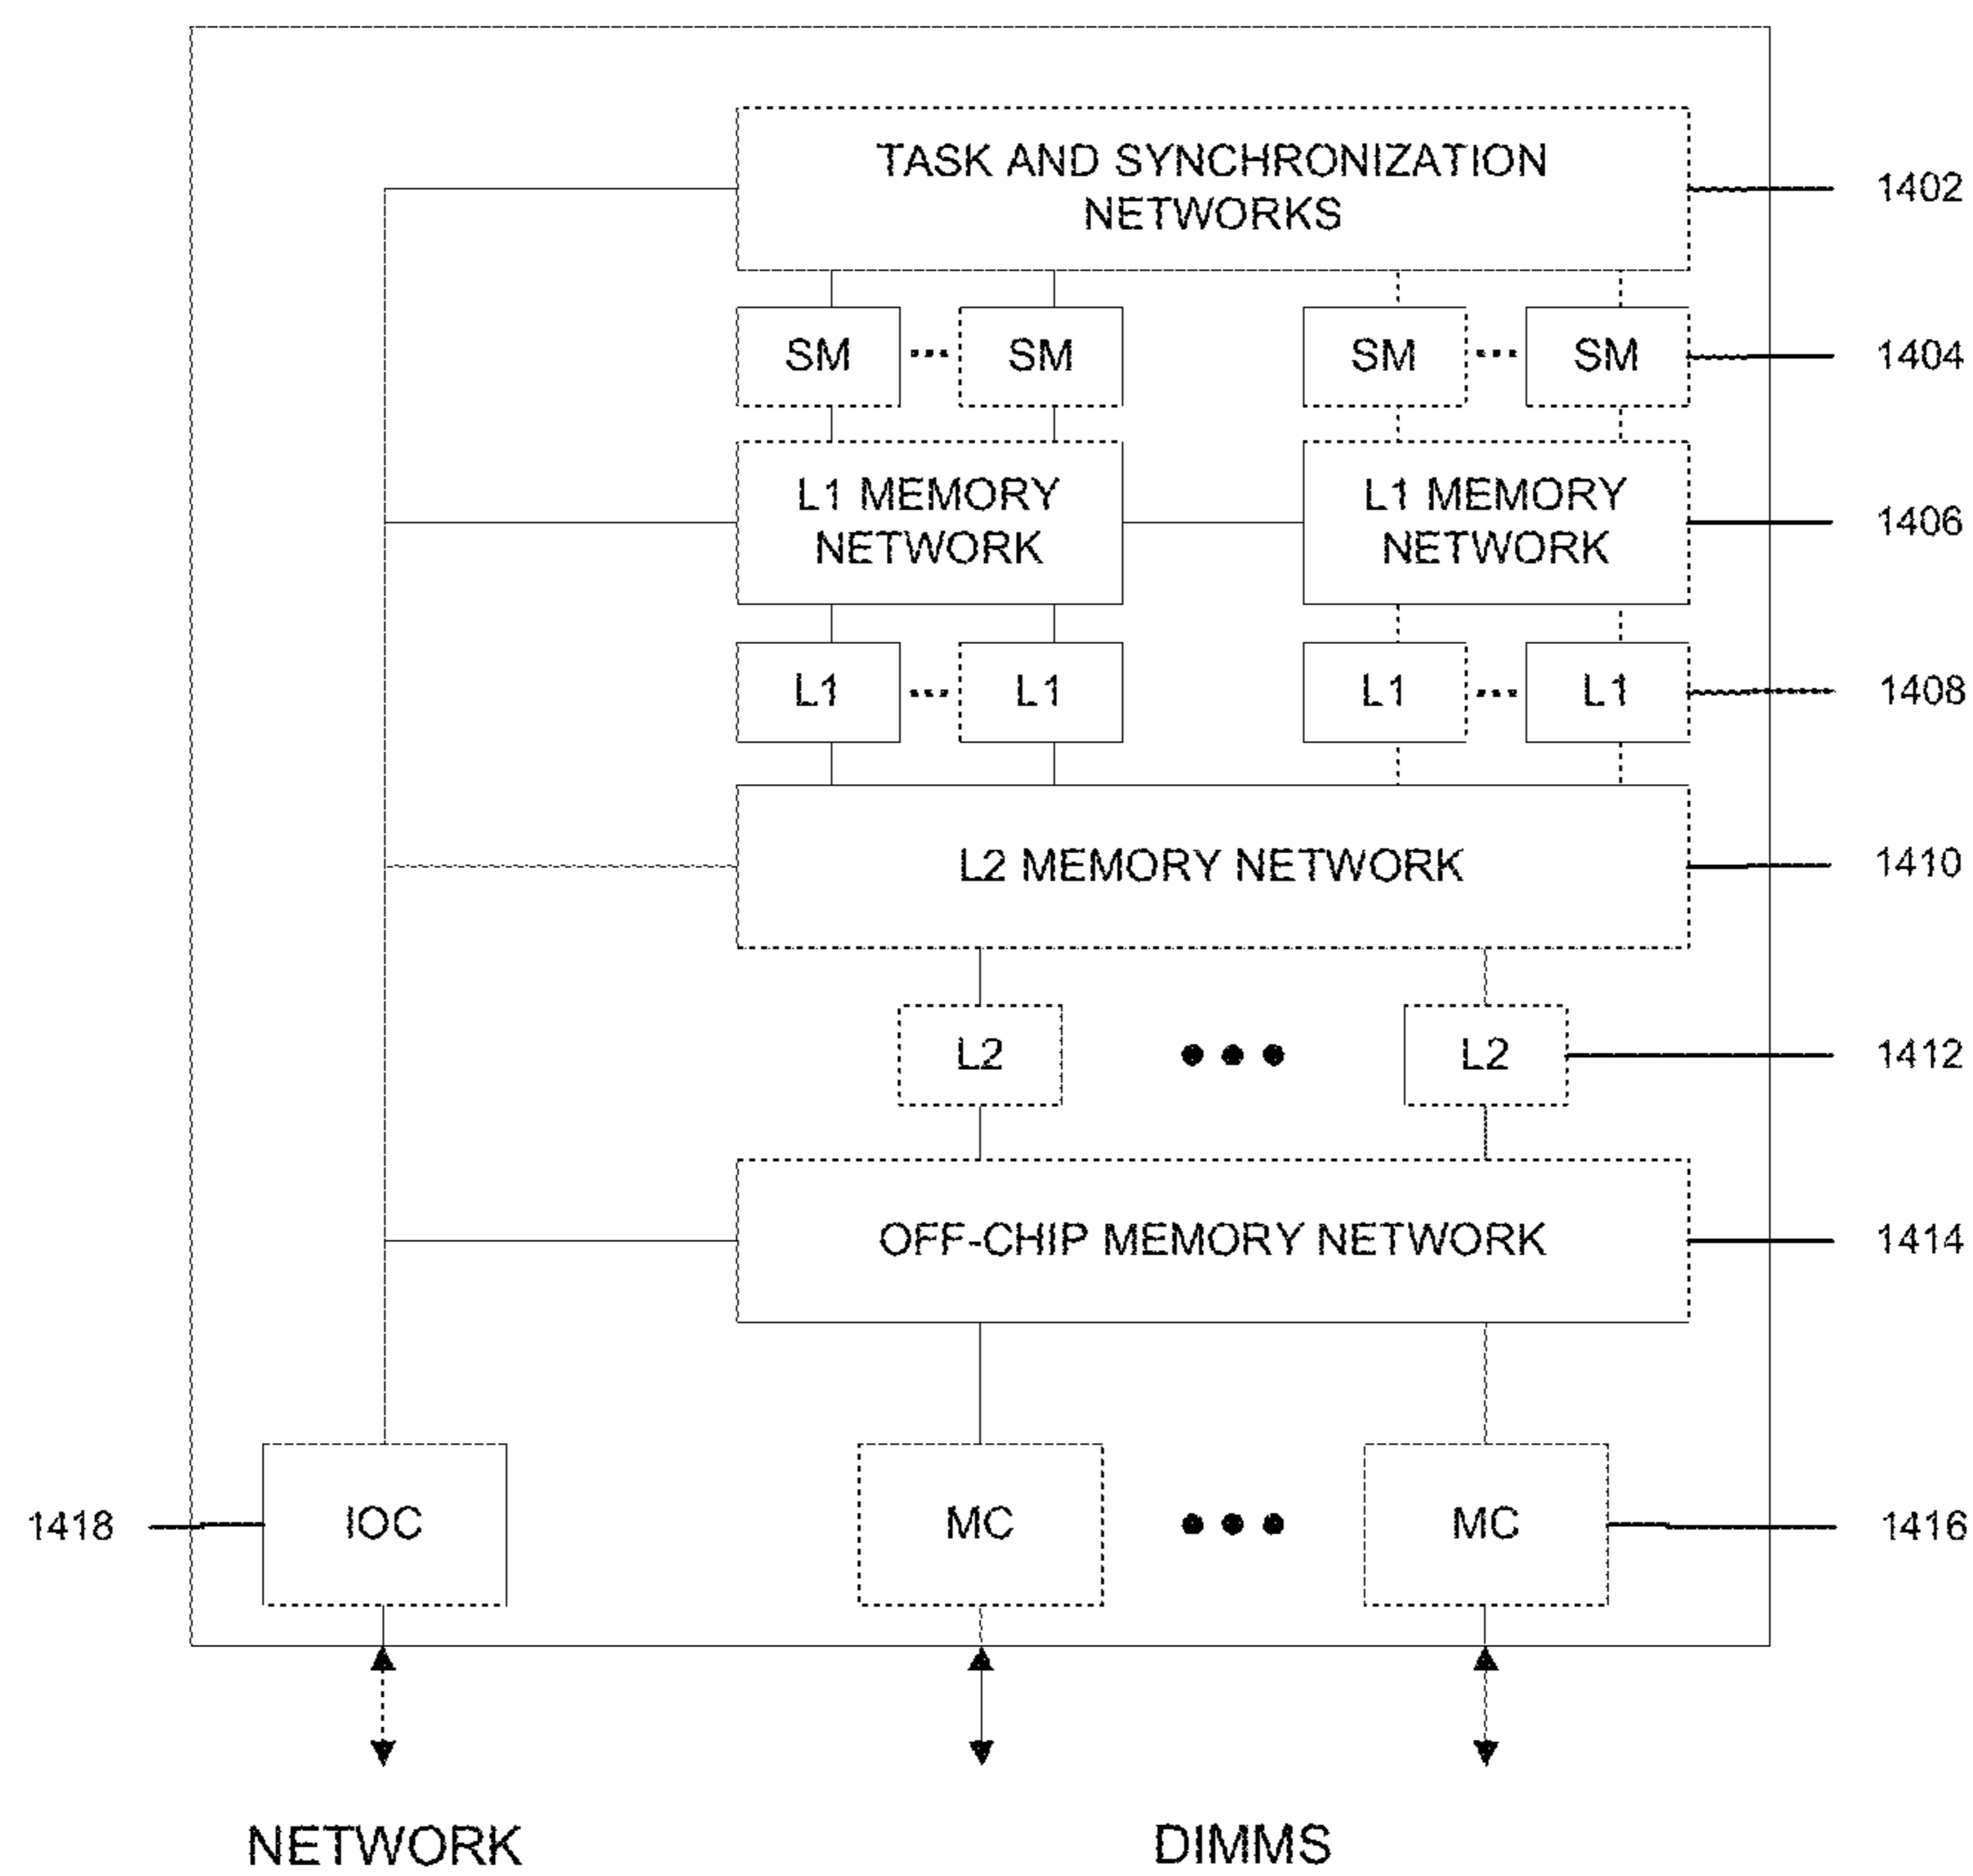 TASK AND SYNCHRONIZATION
NETWORKS
1402
SM ... SM SM ... SM
1404
L1 MEMORY
NETWORK
L1 MEMORY
NETWORK
1406
L1 ... L1 L1 ... L1
1408
L2 MEMORY NETWORK
1410
L2 ••• L2
1412
OFF-CHIP MEMORY NETWORK
1414
1418
IOC
MC ••• MC
1416
NETWORK
DIMMS